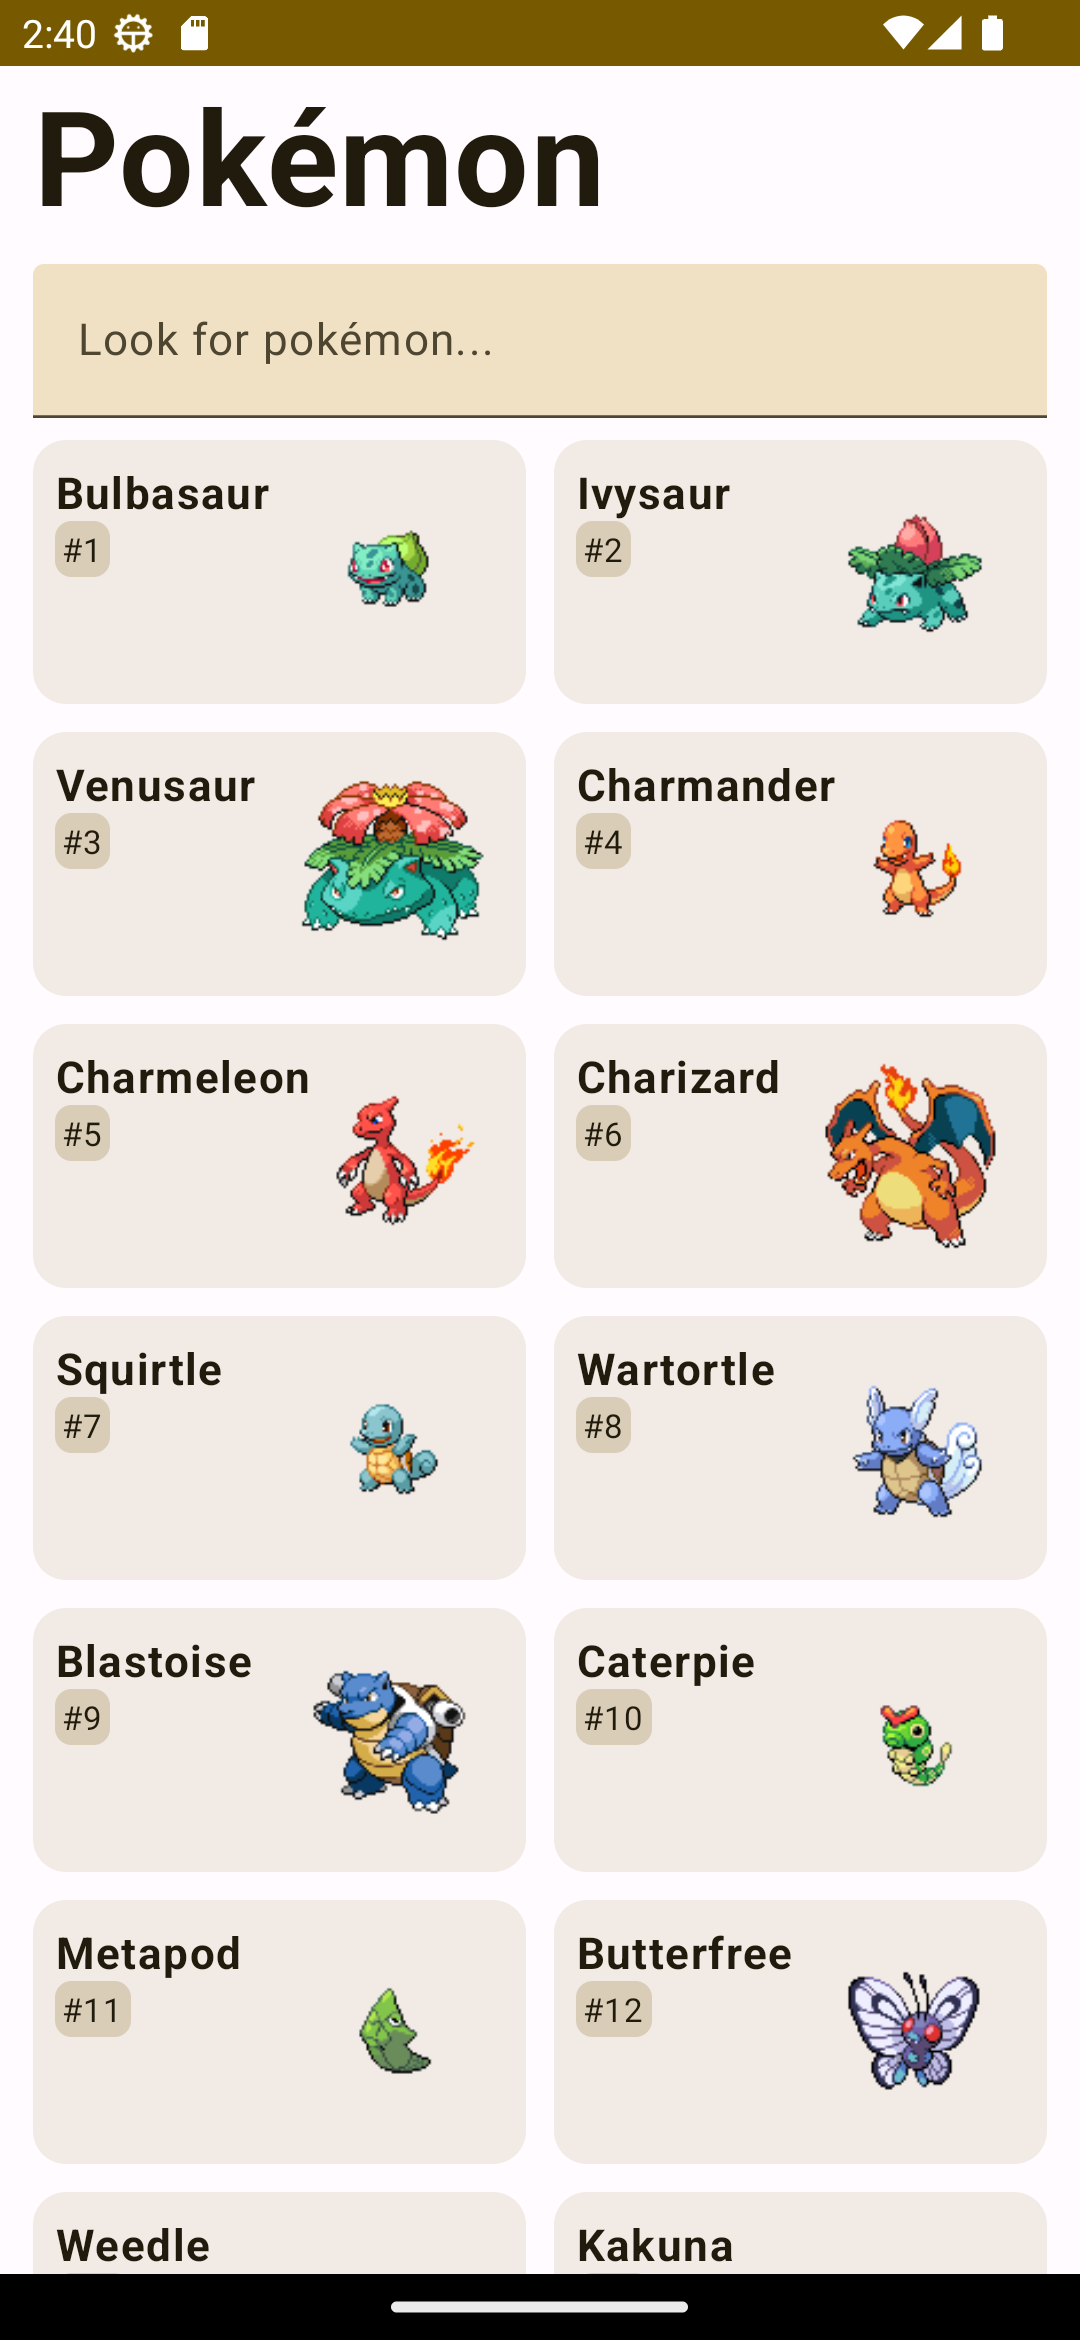 2:40
Pokémon
Look for pokémon...
Bulbasaur
#1
Ivysaur
#2
Venusaur
#3
Charmander
#4
Charmeleon
#5
Charizard
#6
Squirtle
#7
Wartortle
#8
Blastoise
#9
Caterpie
#10
Metapod
#11
Butterfree
#12
Weedle
Kakuna